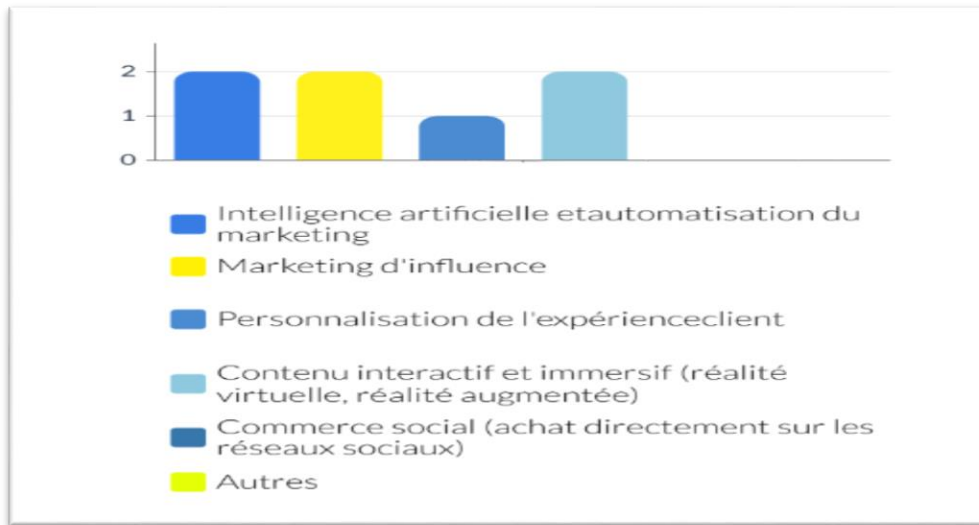 2
1
0
Intelligence artificielle etautomatisation du
marketing
Marketing d'influence
Personnalisation de l'expérienceclient
Contenu interactif et immersif (réalité
virtuelle, réalité augmentée)
Commerce social (achat directement sur les
réseaux sociaux)
Autres